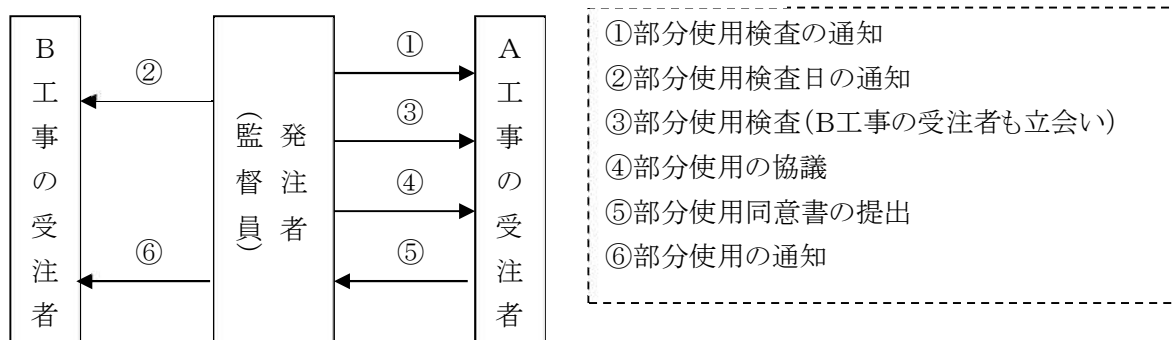 B工事の受注者
②
⑥
発注者
(監督員)
①
③
④
⑤
A工事の受注者
①部分使用検査の通知
②部分使用検査日の通知
③部分使用検査(B工事の受注者も立会い)
④部分使用の協議
⑤部分使用同意書の提出
⑥部分使用の通知